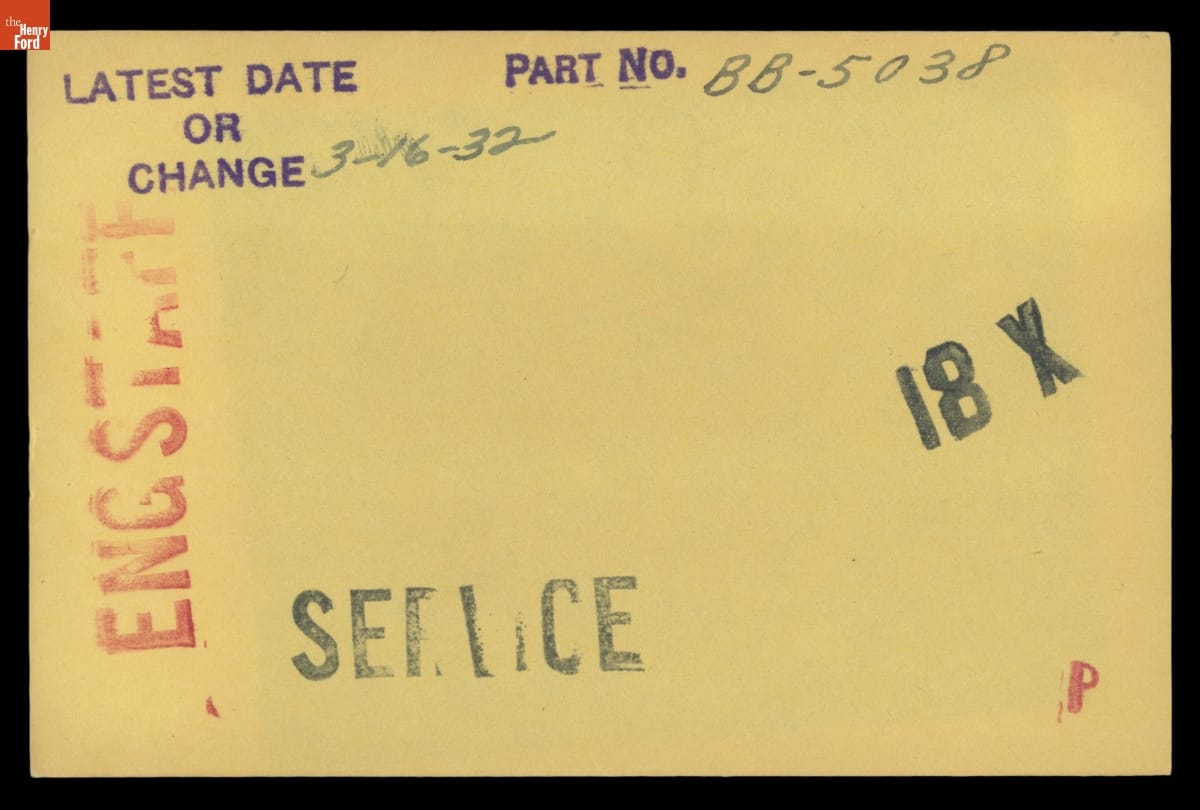 the
Henry
Ford
LATEST DATE
OR
CHANGE 3-16-32
PART NO. BB-5038
18 X
SERVICE
P